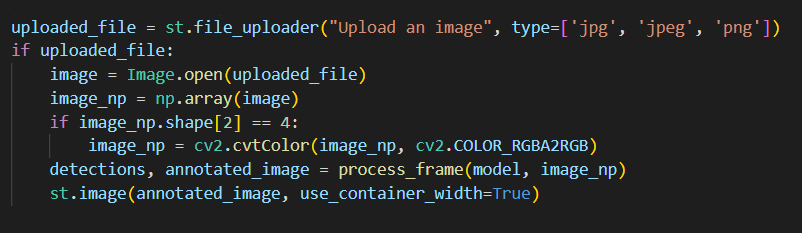 uploaded_file = st.file_uploader("Upload an image", type=['jpg', 'jpeg', 'png'])
if uploaded_file:
    image = Image.open(uploaded_file)
    image_np = np.array(image)
    if image_np.shape[2] == 4:
        image_np = cv2.cvtColor(image_np, cv2.COLOR_RGBA2RGB)
    detections, annotated_image = process_frame(model, image_np)
    st.image(annotated_image, use_container_width=True)